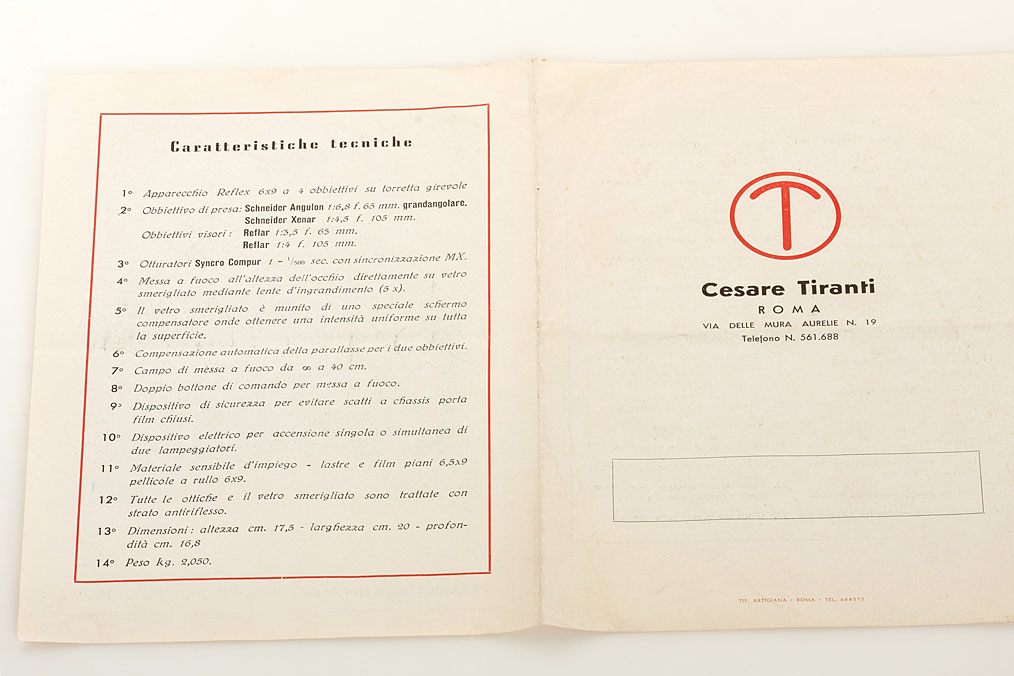 Caratteristiche tecniche
1° Apparecchio Reflex 6x9 a 4 obbiettivi su torretta girevole
2° Obbiettivo di presa: Schneider Angulon 1:6,8 f. 65 mm. grandangolare.
Schneider Xenar 1:4,5 f. 105 mm.
Obbiettivi visori: Reflar 1:3,5 f. 65 mm.
Reflar 1:4 f. 105 mm.
3° Otturatori Syncro Compur 1 - 1/500 sec. con sincronizzazione MX.
4° Messa a fuoco all'altezza dell'occhio direttamente su vetro
smerigliato mediante lente d'ingrandimento (5 x).
5° Il vetro smerigliato è munito di uno speciale schermo
compensatore onde ottenere una intensità uniforme su tutta
la superficie.
6° Compensazione automatica della parallasse per i due obbiettivi.
7° Campo di messa a fuoco da ∞ a 40 cm.
8° Doppio bottone di comando per messa a fuoco.
9° Dispositivo di sicurezza per evitare scatti a chassis porta
film chiusi.
10° Dispositivo elettrico per accensione singola o simultanea di
due lampeggiatori.
11° Materiale sensibile d'impiego - lastre e film piani 6,5x9
pellicole a rullo 6x9.
12° Tutte le ottiche e il vetro smerigliato sono trattate con
strato antiriflesso.
13° Dimensioni: altezza cm. 17,5 - larghezza cm. 20 - profon-
dità cm. 16,8
14° Peso kg. 2,050.
T
Cesare Tiranti
ROMA
VIA DELLE MURA AURELIE N. 19
Telefono N. 561.688
TIP. ARTIGIANA - ROMA - TEL. 688375